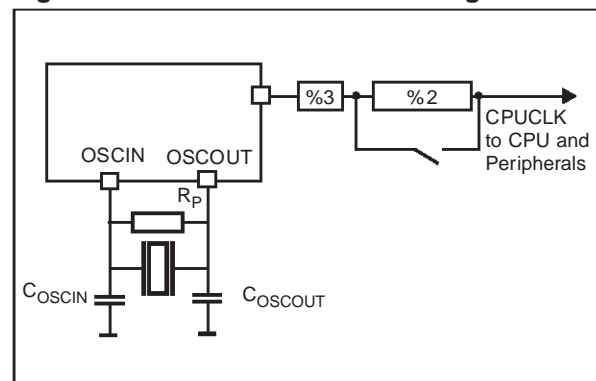 %3
%2
CPUCLK
to CPU and
Peripherals
OSCIN OSCOUT
RP
COSCIN
COSCOUT